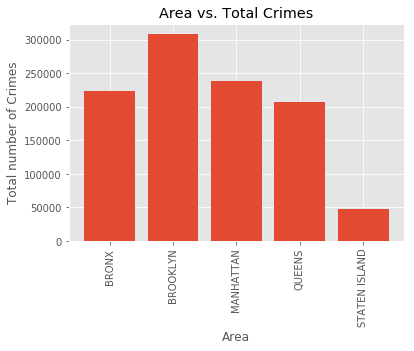 Area vs. Total Crimes
Total number of Crimes
300000
250000
200000
150000
100000
50000
0
BRONX
BROOKLYN
MANHATTAN
QUEENS
STATEN ISLAND
Area